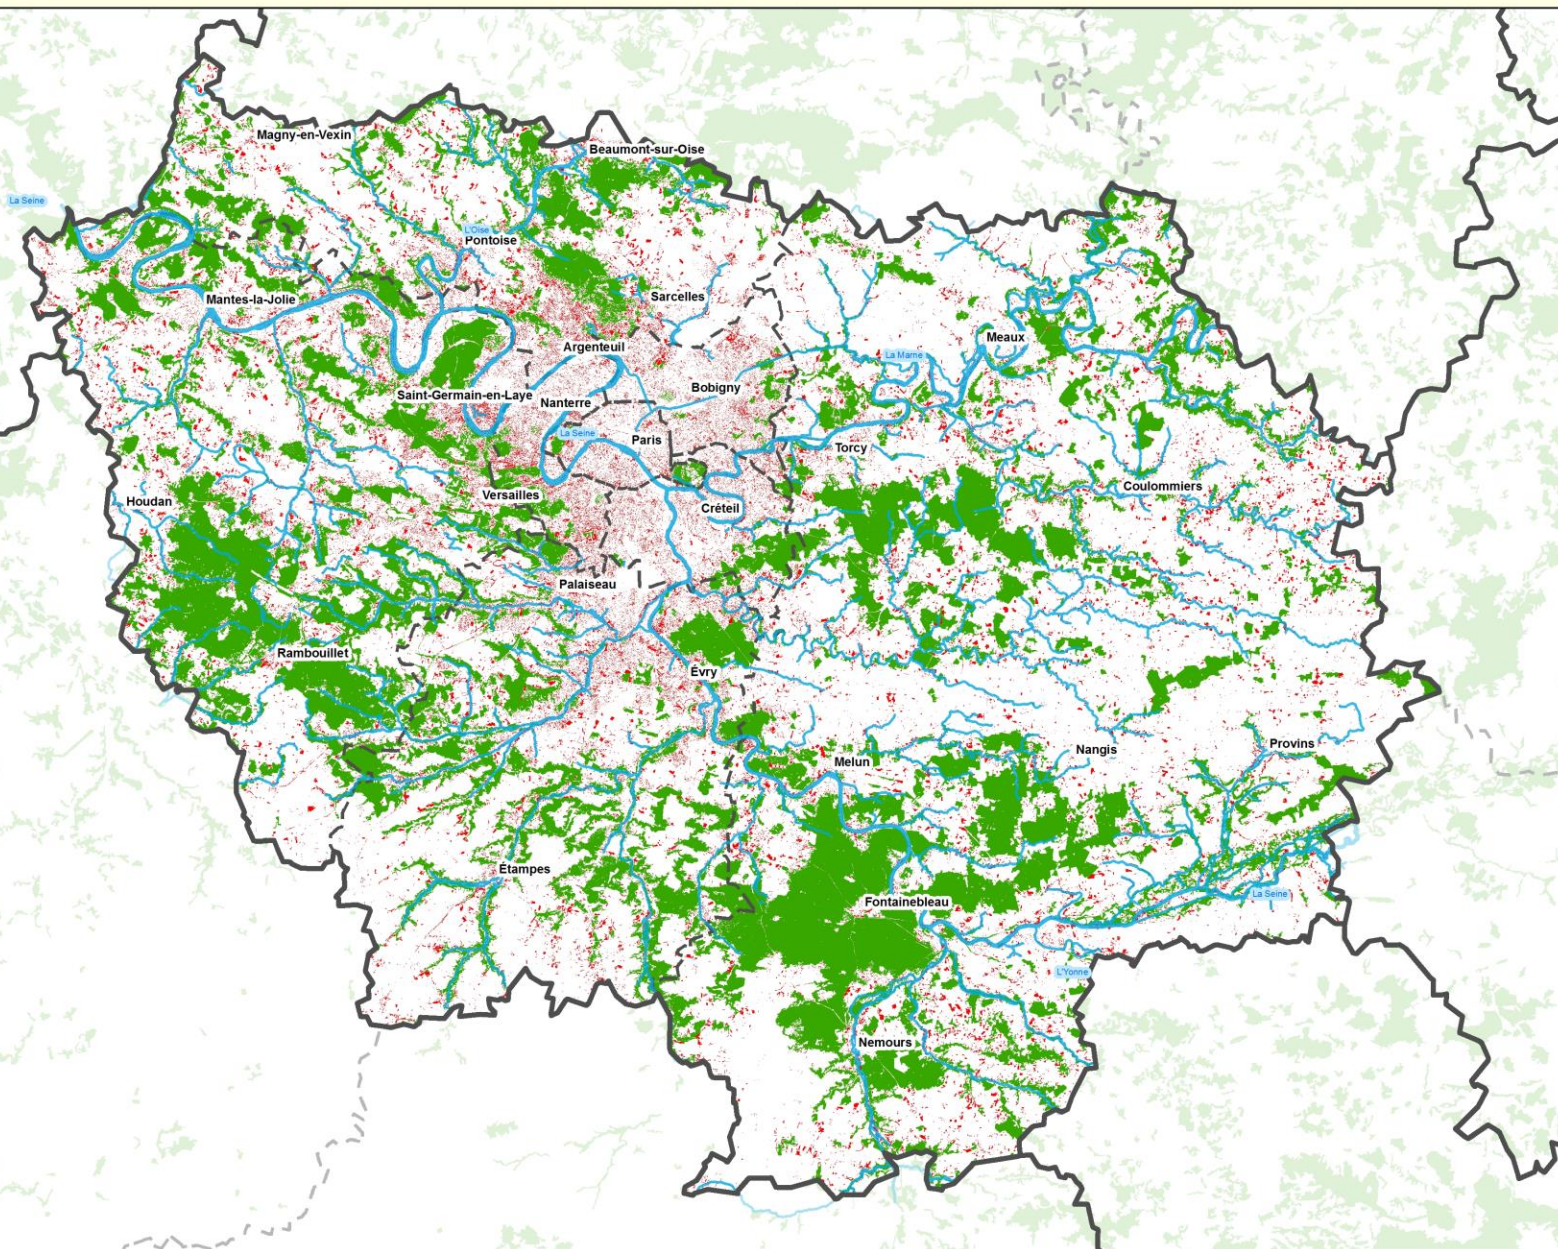 Magny-en-Vexin
Beaumont-sur-Oise
La Seine
L'Oise
Pontoise
Mantes-la-Jolie
Sarcelles
Argenteuil
Meaux
La Marne
Saint-Germain-en-Laye
Nanterre
Bobigny
La Seine
Paris
Torcy
Versailles
Houdan
Créteil
Coulommiers
Palaiseau
Rambouillet
Évry
Nangis
Provins
Melun
Étampes
Fontainebleau
La Seine
L'Yonne
Nemours